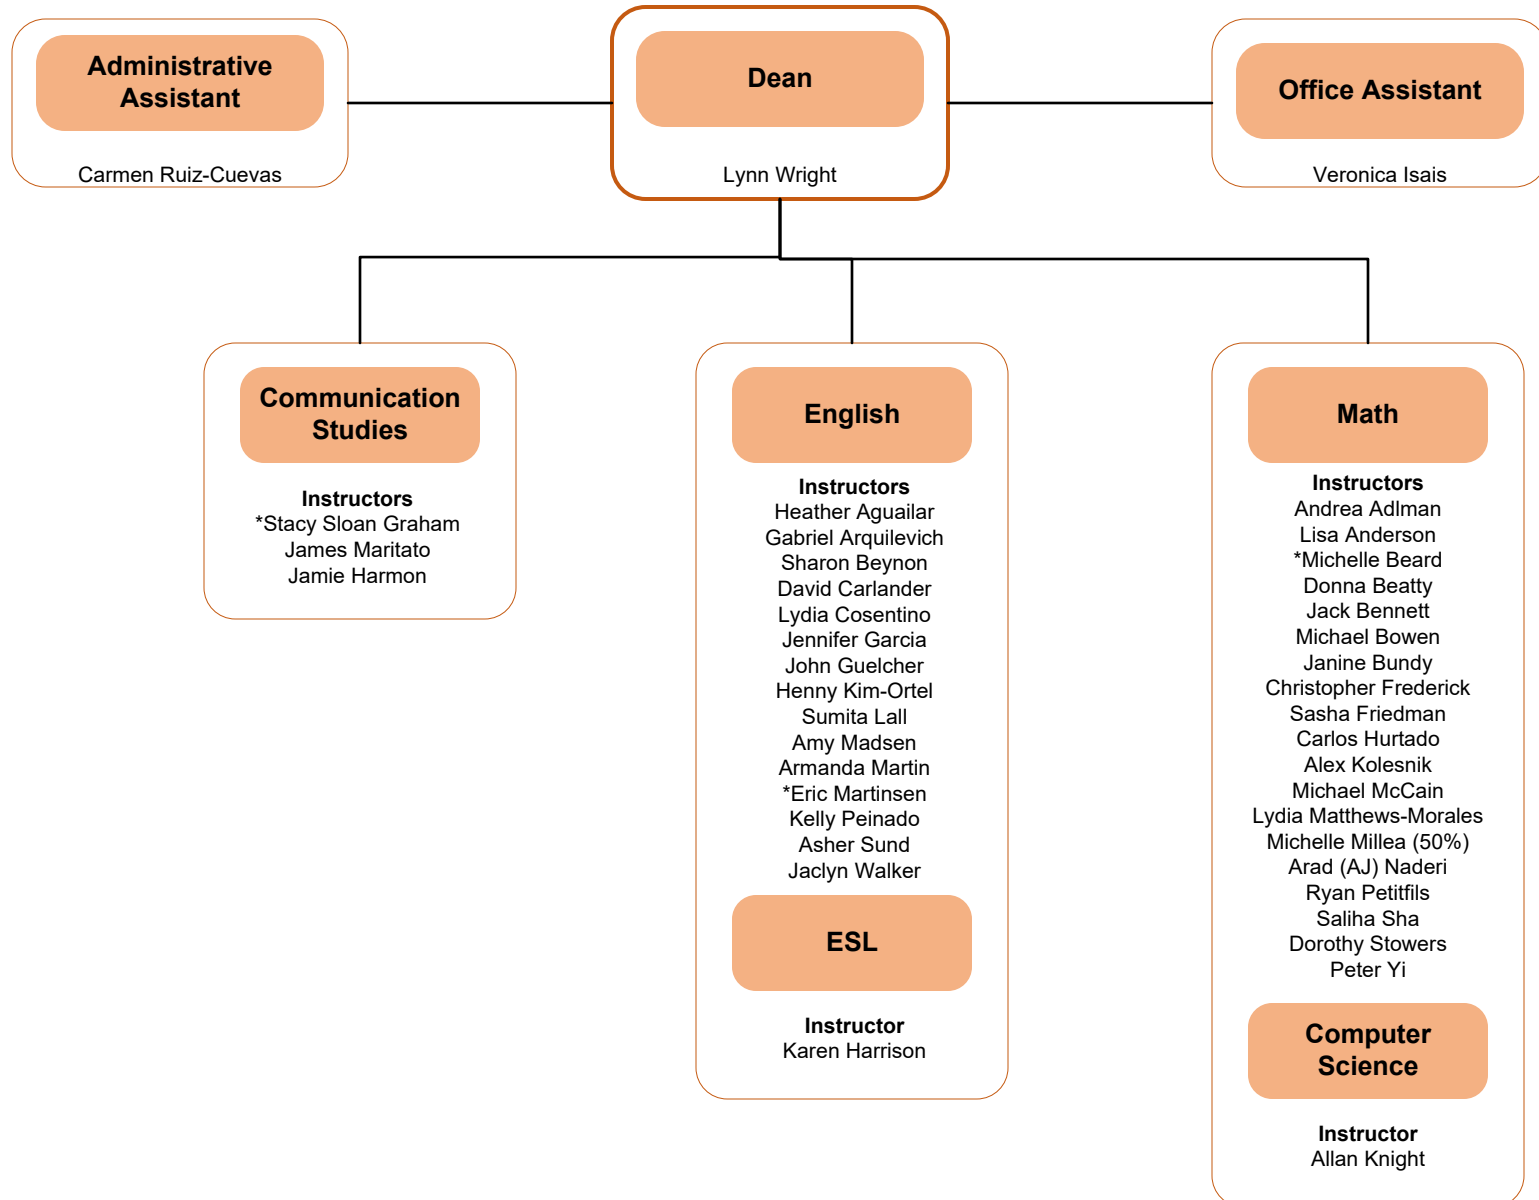 Administrative
Assistant
Carmen Ruiz-Cuevas
Dean
Lynn Wright
Office Assistant
Veronica Isais
Communication
Studies
Instructors
*Stacy Sloan Graham
James Maritato
Jamie Harmon
English
Instructors
Heather Aguailar
Gabriel Arquilevich
Sharon Beynon
David Carlander
Lydia Cosentino
Jennifer Garcia
John Guelcher
Henny Kim-Ortel
Sumita Lall
Amy Madsen
Armanda Martin
*Eric Martinsen
Kelly Peinado
Asher Sund
Jaclyn Walker
ESL
Instructor
Karen Harrison
Math
Instructors
Andrea Adlman
Lisa Anderson
*Michelle Beard
Donna Beatty
Jack Bennett
Michael Bowen
Janine Bundy
Christopher Frederick
Sasha Friedman
Carlos Hurtado
Alex Kolesnik
Michael McCain
Lydia Matthews-Morales
Michelle Millea (50%)
Arad (AJ) Naderi
Ryan Petitfils
Saliha Sha
Dorothy Stowers
Peter Yi
Computer
Science
Instructor
Allan Knight